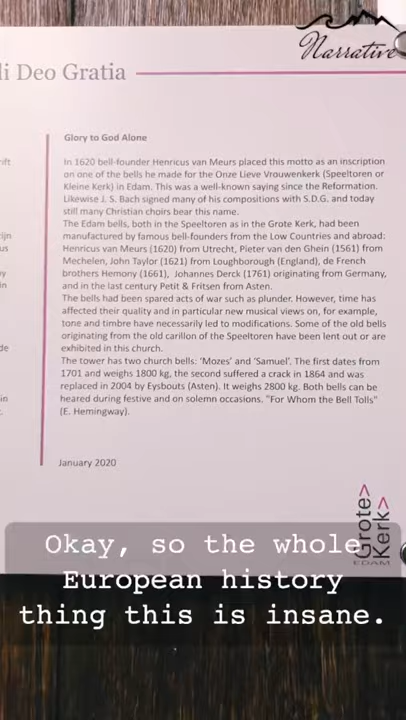 Narrative
li Deo Gratia
Glory to God Alone
In 1620 bell-founder Henricus van Meurs placed this motto as an inscription
on one of the bells he made for the Onze Lieve Vrouwenkerk (Speeltoren or
Kleine Kerk) in Edam. This was a well-known saying since the Reformation.
Likewise J. S. Bach signed many of his compositions with S.D.G. and today
still many Christian choirs bear this name.
The Edam bells, both in the Speeltoren as in the Grote Kerk, had been
manufactured by famous bell-founders from the Low Countries and abroad:
Henricus van Meurs (1620) from Utrecht, Pieter van den Ghein (1561) from
Mechelen, John Taylor (1621) from Loughborough (England), de French
brothers Hemony (1661), Johannes Derck (1761) originating from Germany,
and in the last century Petit & Fritsen from Asten.
The bells had been spared acts of war such as plunder. However, time has
affected their quality and in particular new musical views on, for example,
tone and timbre have necessarily led to modifications. Some of the old bells
originating from the old carillon of the Speeltoren have been lent out or are
exhibited in this church.
The tower has two church bells: 'Mozes' and 'Samuel'. The first dates from
1701 and weighs 1800 kg, the second suffered a crack in 1864 and was
replaced in 2004 by Eysbouts (Asten). It weighs 2800 kg. Both bells can be
heard during festive and on solemn occasions. "For Whom the Bell Tolls"
(E. Hemingway).
January 2020
Grote>
Kerk>
EDAM
Okay, so the whole
European history
thing this is insane.